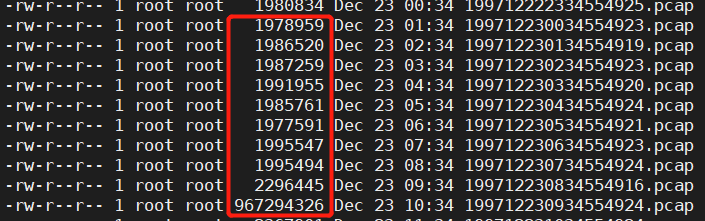 -rw-r--r-- 1 root root 1980834 Dec 23 00:34 199712222334554925.pcap
-rw-r--r-- 1 root root 1978959 Dec 23 01:34 199712230034554923.pcap
-rw-r--r-- 1 root root 1986520 Dec 23 02:34 199712230134554919.pcap
-rw-r--r-- 1 root root 1987259 Dec 23 03:34 199712230234554923.pcap
-rw-r--r-- 1 root root 1991955 Dec 23 04:34 199712230334554920.pcap
-rw-r--r-- 1 root root 1985761 Dec 23 05:34 199712230434554924.pcap
-rw-r--r-- 1 root root 1977591 Dec 23 06:34 199712230534554921.pcap
-rw-r--r-- 1 root root 1995547 Dec 23 07:34 199712230634554923.pcap
-rw-r--r-- 1 root root 1995494 Dec 23 08:34 199712230734554924.pcap
-rw-r--r-- 1 root root 2296445 Dec 23 09:34 199712230834554916.pcap
-rw-r--r-- 1 root root 967294326 Dec 23 10:34 199712230934554924.pcap